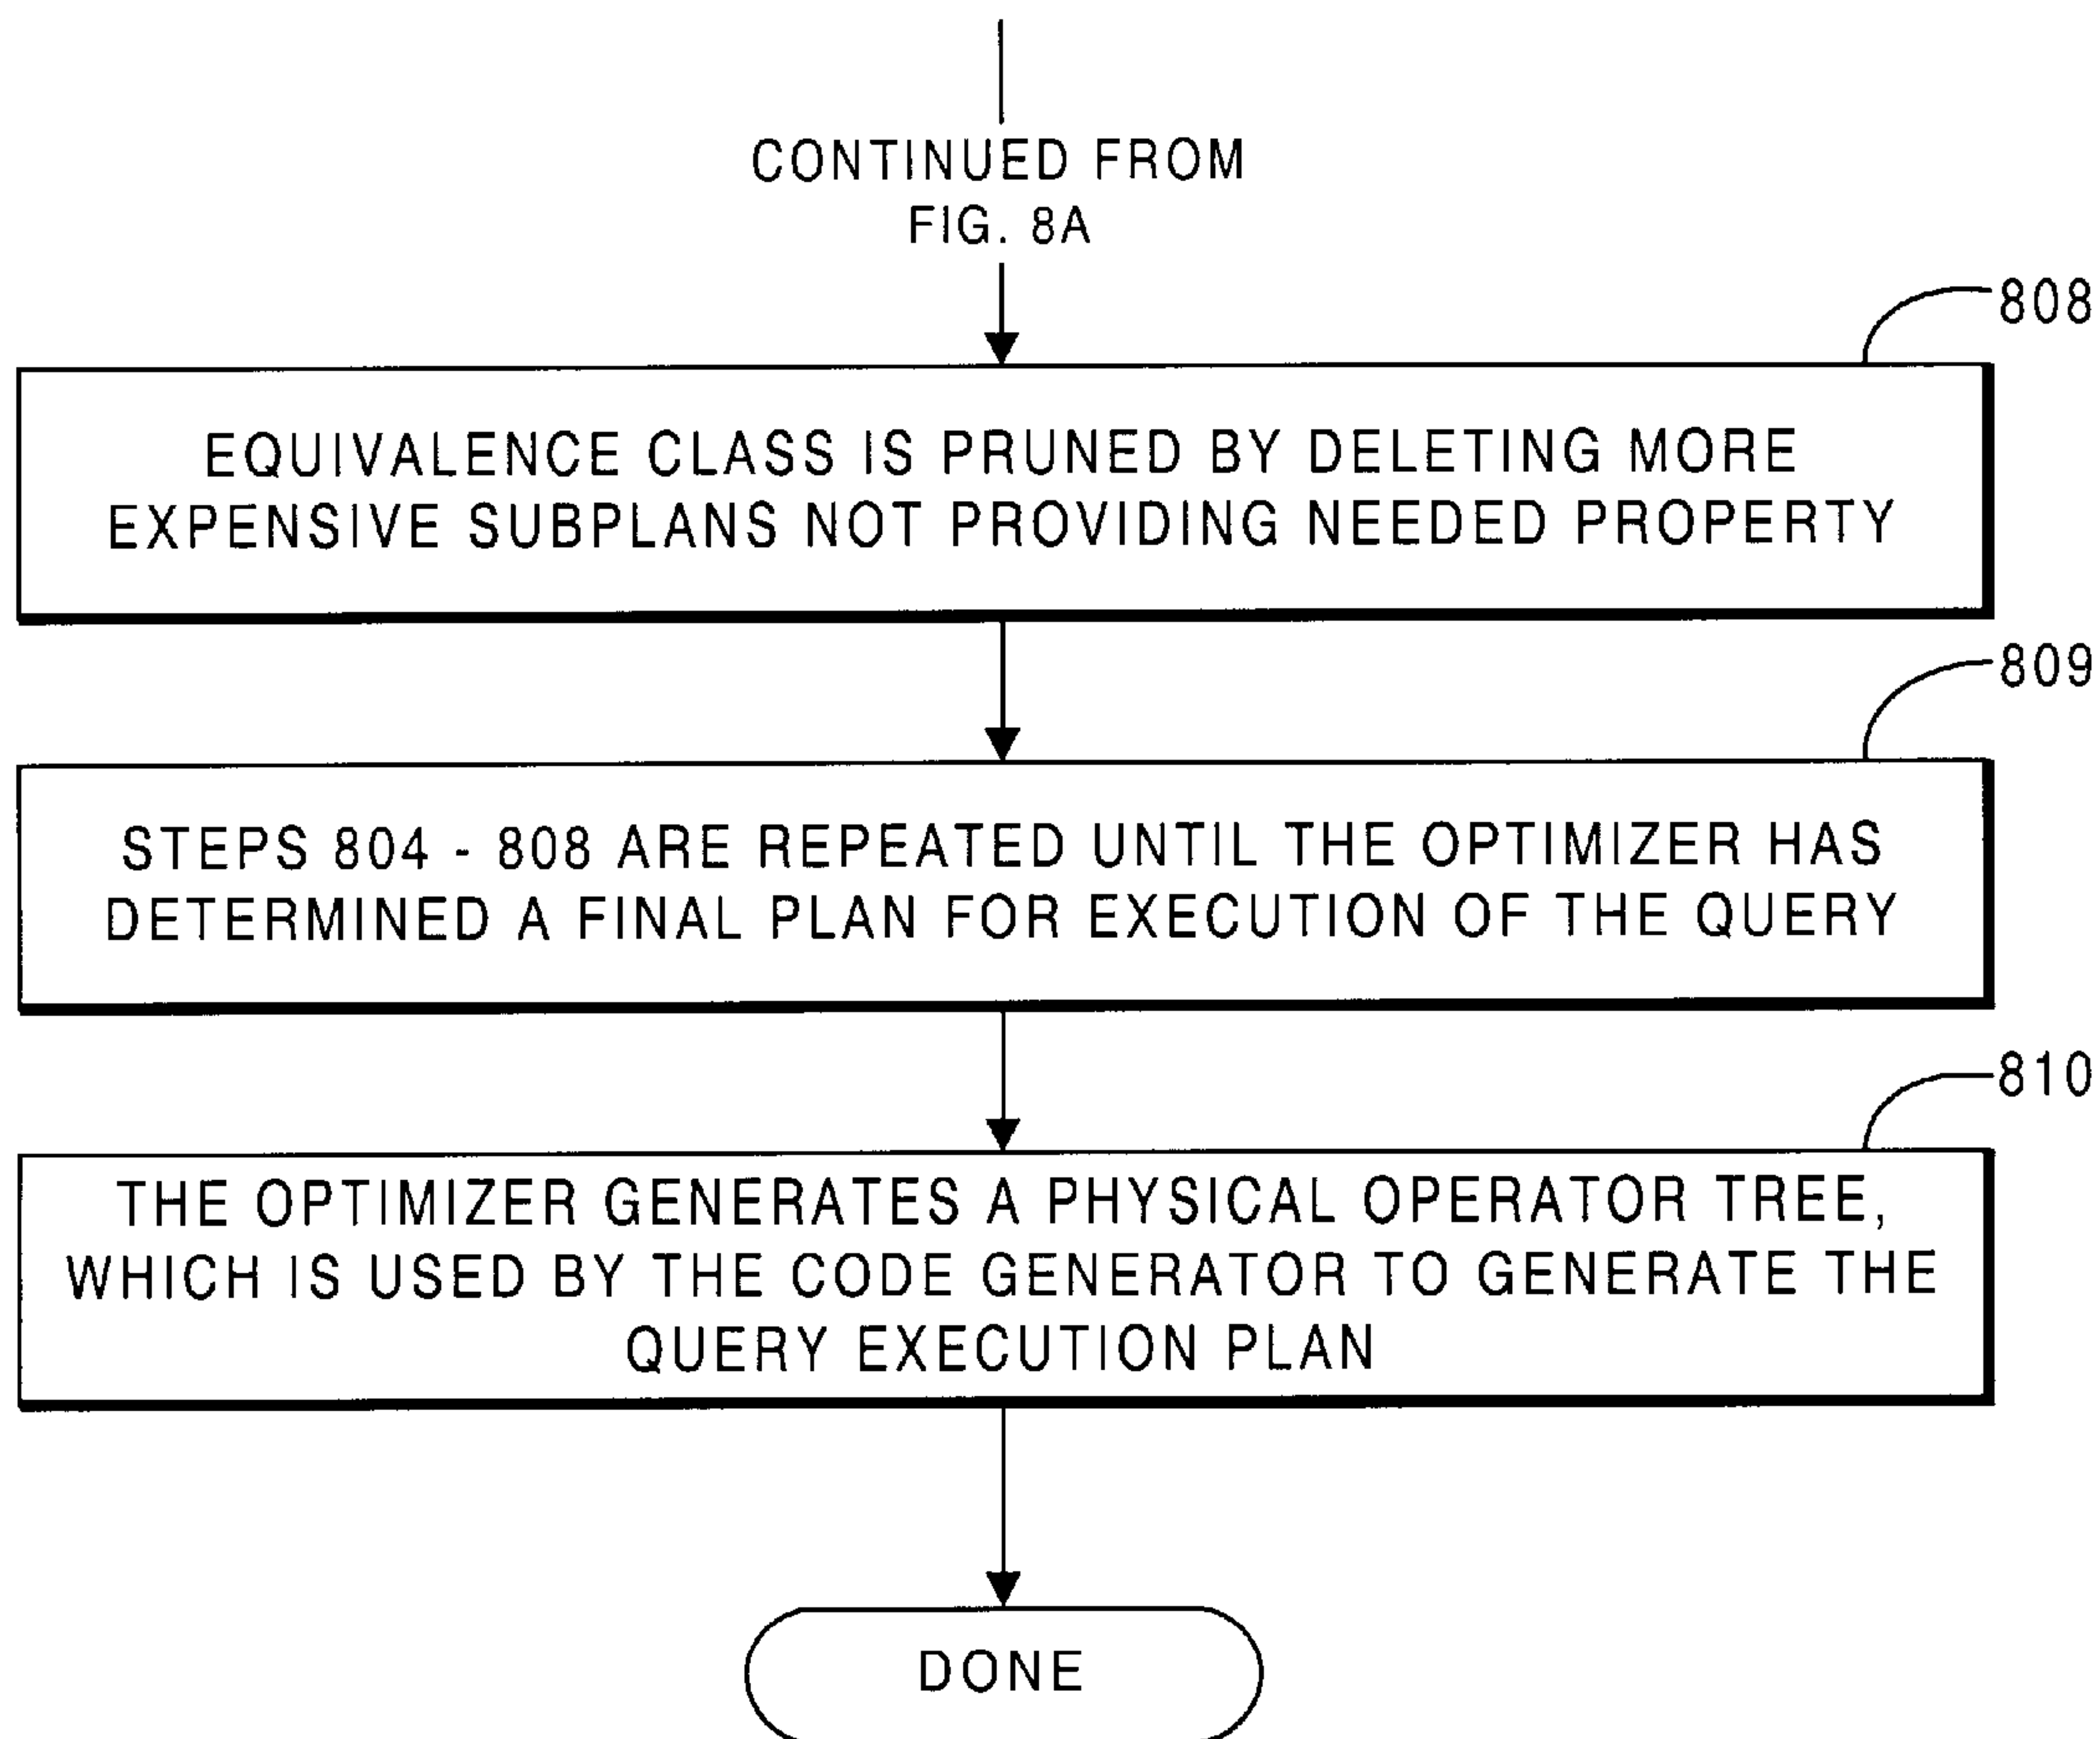 CONTINUED FROM
FIG. 8A
808
EQUIVALENCE CLASS IS PRUNED BY DELETING MORE
EXPENSIVE SUBPLANS NOT PROVIDING NEEDED PROPERTY
809
STEPS 804 - 808 ARE REPEATED UNTIL THE OPTIMIZER HAS
DETERMINED A FINAL PLAN FOR EXECUTION OF THE QUERY
810
THE OPTIMIZER GENERATES A PHYSICAL OPERATOR TREE,
WHICH IS USED BY THE CODE GENERATOR TO GENERATE THE
QUERY EXECUTION PLAN
DONE